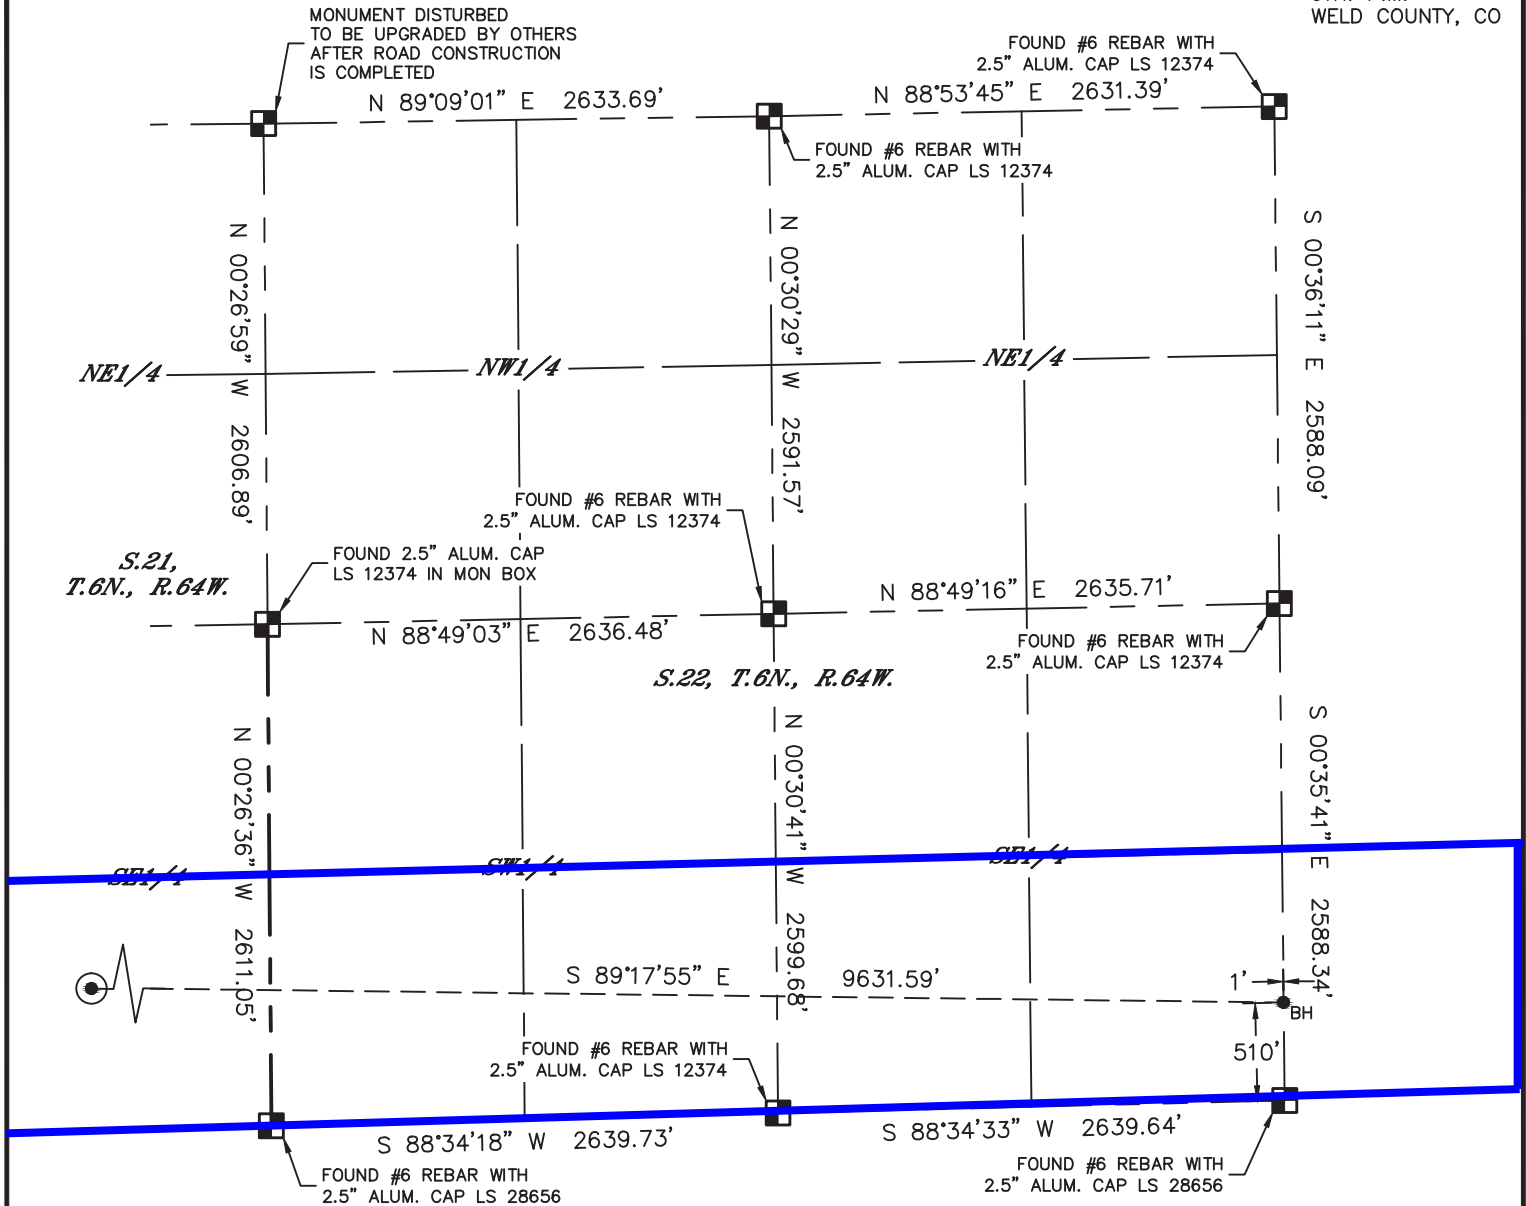 WELD COUNTY, CO
MONUMENT DISTURBED
TO BE UPGRADED BY OTHERS
AFTER ROAD CONSTRUCTION
IS COMPLETED
FOUND #6 REBAR WITH
2.5" ALUM. CAP LS 12374
N 89°09'01" E 2633.69'
N 88°53'45" E 2631.39'
FOUND #6 REBAR WITH
2.5" ALUM. CAP LS 12374
N 00°26'59" W 2606.89'
N 00°30'29" W 2591.57'
S 00°36'11" E 2588.09'
NE1/4
NW1/4
NE1/4
FOUND #6 REBAR WITH
2.5" ALUM. CAP LS 12374
FOUND 2.5" ALUM. CAP
LS 12374 IN MON BOX
S.21,
T.6N., R.64W.
N 88°49'03" E 2636.48'
N 88°49'16" E 2635.71'
FOUND #6 REBAR WITH
2.5" ALUM. CAP LS 12374
S.22, T.6N., R.64W.
N 00°26'36" W 2611.05'
N 00°30'41" W 2599.68'
S 00°35'41" E 2588.34'
SE1/4
SW1/4
SE1/4
S 89°17'55" E 9631.59'
1'
BH
510'
FOUND #6 REBAR WITH
2.5" ALUM. CAP LS 12374
S 88°34'18" W 2639.73'
S 88°34'33" W 2639.64'
FOUND #6 REBAR WITH
2.5" ALUM. CAP LS 28656
FOUND #6 REBAR WITH
2.5" ALUM. CAP LS 28656